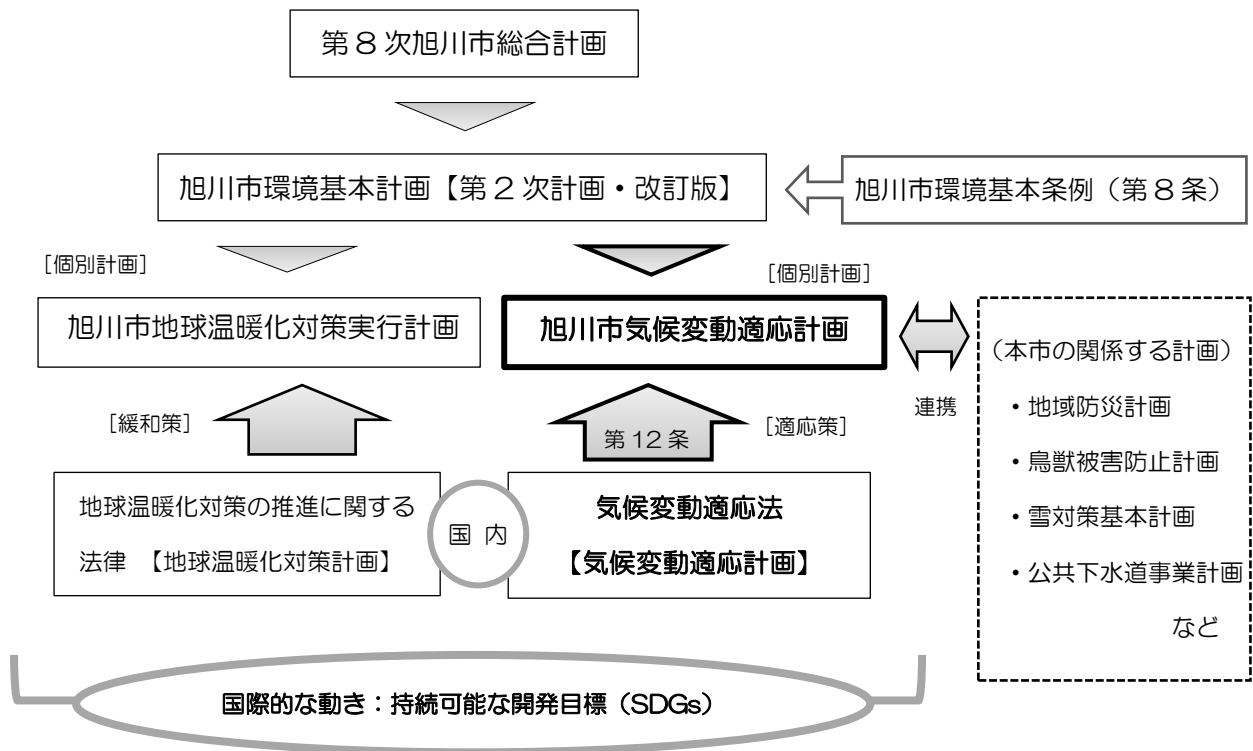 第8次旭川市総合計画
旭川市環境基本計画【第2次計画・改訂版】
旭川市環境基本条例（第8条）
［個別計画］
［個別計画］
旭川市地球温暖化対策実行計画
旭川市気候変動適応計画
連携
（本市の関係する計画）
・地域防災計画
・鳥獣被害防止計画
・雪対策基本計画
・公共下水道事業計画
など
［緩和策］
第12条
［適応策］
地球温暖化対策の推進に関する
法律 【地球温暖化対策計画】
国 内
気候変動適応法
【気候変動適応計画】
国際的な動き：持続可能な開発目標（SDGs）